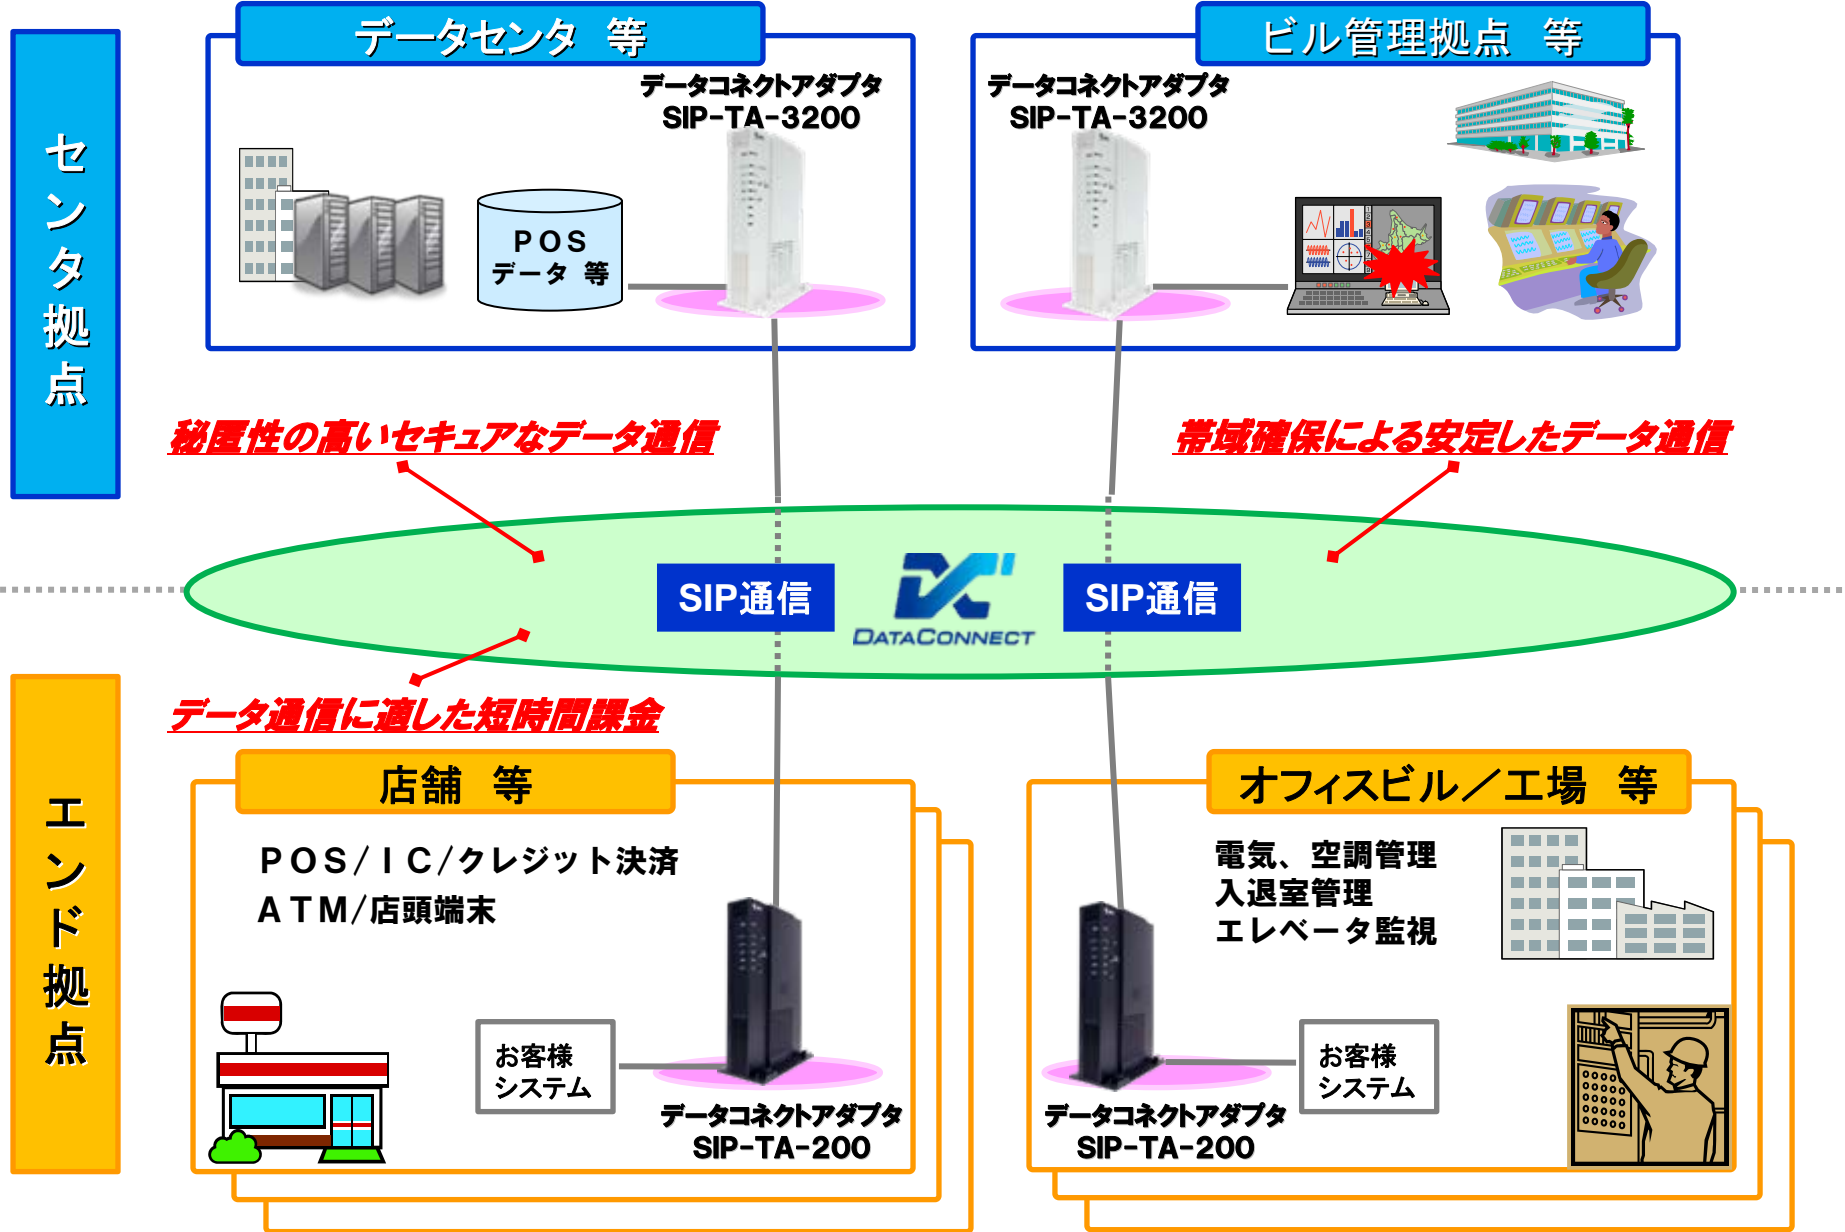 センタ拠点
データセンタ　等
データコネクトアダプタ
SIP-TA-3200
ＰＯＳ
データ 等
ビル管理拠点　等
データコネクトアダプタ
SIP-TA-3200
秘匿性の高いセキュアなデータ通信
帯域確保による安定したデータ通信
SIP通信
DATACONNECT
SIP通信
データ通信に適した短時間課金
エンド拠点
店舗　等
ＰＯＳ/ＩＣ/クレジット決済
ＡＴＭ/店頭端末
お客様
システム
データコネクトアダプタ
SIP-TA-200
オフィスビル／工場　等
電気、空調管理
入退室管理
エレベータ監視
お客様
システム
データコネクトアダプタ
SIP-TA-200